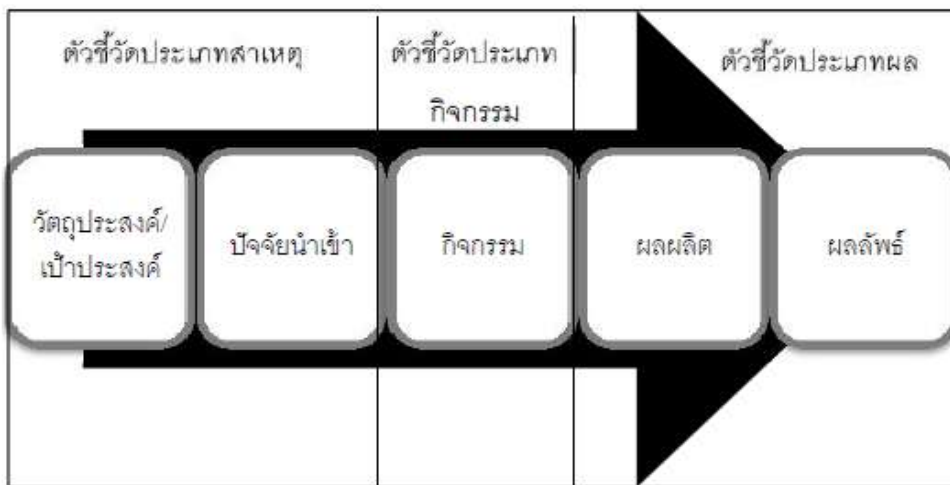 ตัวชี้วัดประเภทสาเหตุ
ตัวชี้วัดประเภท
กิจกรรม
ตัวชี้วัดประเภทผล
วัตถุประสงค์/
เป้าประสงค์
ปัจจัยนำเข้า
กิจกรรม
ผลผลิต
ผลลัพธ์